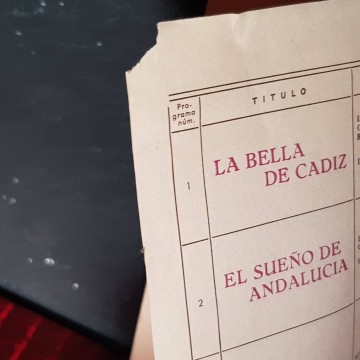 Pro-
grama
núm.
TITULO
1
LA BELLA
DE CADIZ
2
EL SUEÑO DE
ANDALUCIA